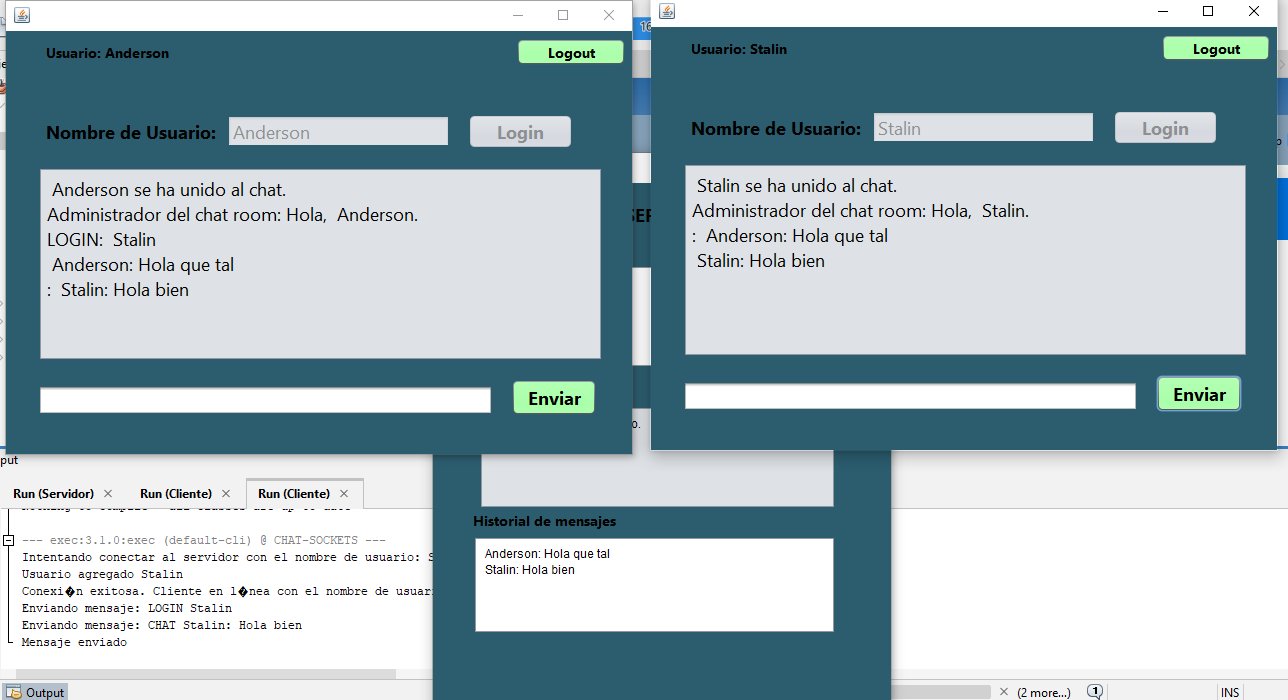 Usuario: Anderson
Logout
Nombre de Usuario:
Anderson
Login
Anderson se ha unido al chat.
Administrador del chat room: Hola,  Anderson.
LOGIN:  Stalin
Anderson: Hola que tal
:  Stalin: Hola bien
Enviar
Usuario: Stalin
Logout
Nombre de Usuario:
Stalin
Login
Stalin se ha unido al chat.
Administrador del chat room: Hola,  Stalin.
:  Anderson: Hola que tal
Stalin: Hola bien
Enviar
Historial de mensajes
Anderson: Hola que tal
Stalin: Hola bien
put
Run (Servidor)
Run (Cliente)
Run (Cliente)
--- exec:3.1.0:exec (default-cli) @ CHAT-SOCKETS ---
Intentando conectar al servidor con el nombre de usuario: S
Usuario agregado Stalin
Conexi�n exitosa. Cliente en l�nea con el nombre de usuar
Enviando mensaje: LOGIN Stalin
Enviando mensaje: CHAT Stalin: Hola bien
Mensaje enviado
Output
(2 more...)
1
INS